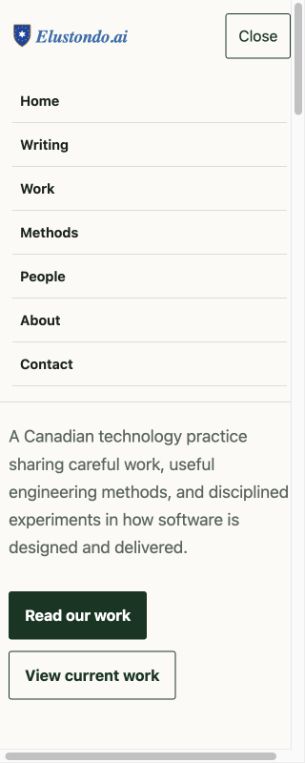 Elustondo.ai
Close
Home
Writing
Work
Methods
People
About
Contact
A Canadian technology practice
sharing careful work, useful
engineering methods, and disciplined
experiments in how software is
designed and delivered.
Read our work
View current work